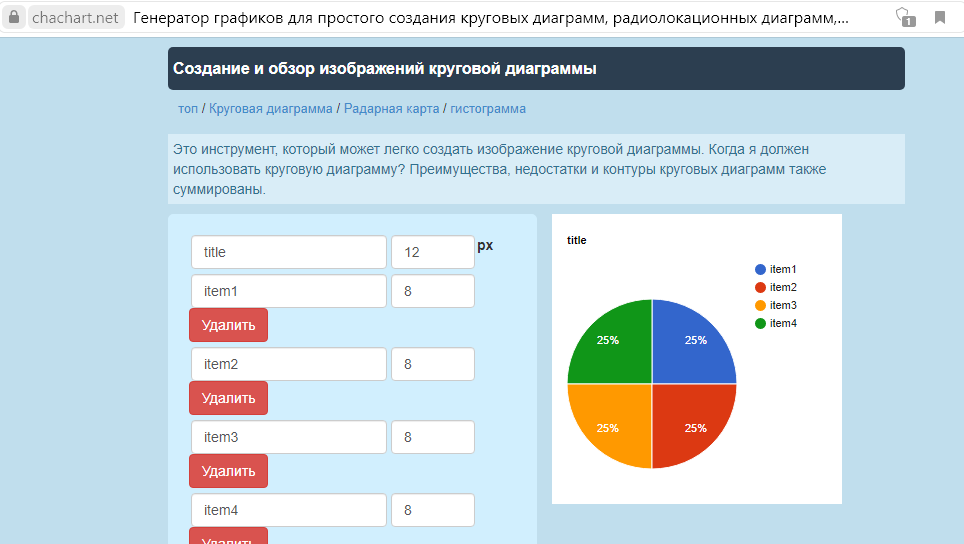 chachart.net Генератор графиков для простого создания круговых диаграмм, радиолокационных диаграмм,... 1
Создание и обзор изображений круговой диаграммы
топ / Круговая диаграмма / Радарная карта / гистограмма
Это инструмент, который может легко создать изображение круговой диаграммы. Когда я должен
использовать круговую диаграмму? Преимущества, недостатки и контуры круговых диаграмм также
суммированы.
title 12 px
item1 8
Удалить
item2 8
Удалить
item3 8
Удалить
item4 8
Удалить
title
item1
item2
item3
item4
25% 25%
25% 25%